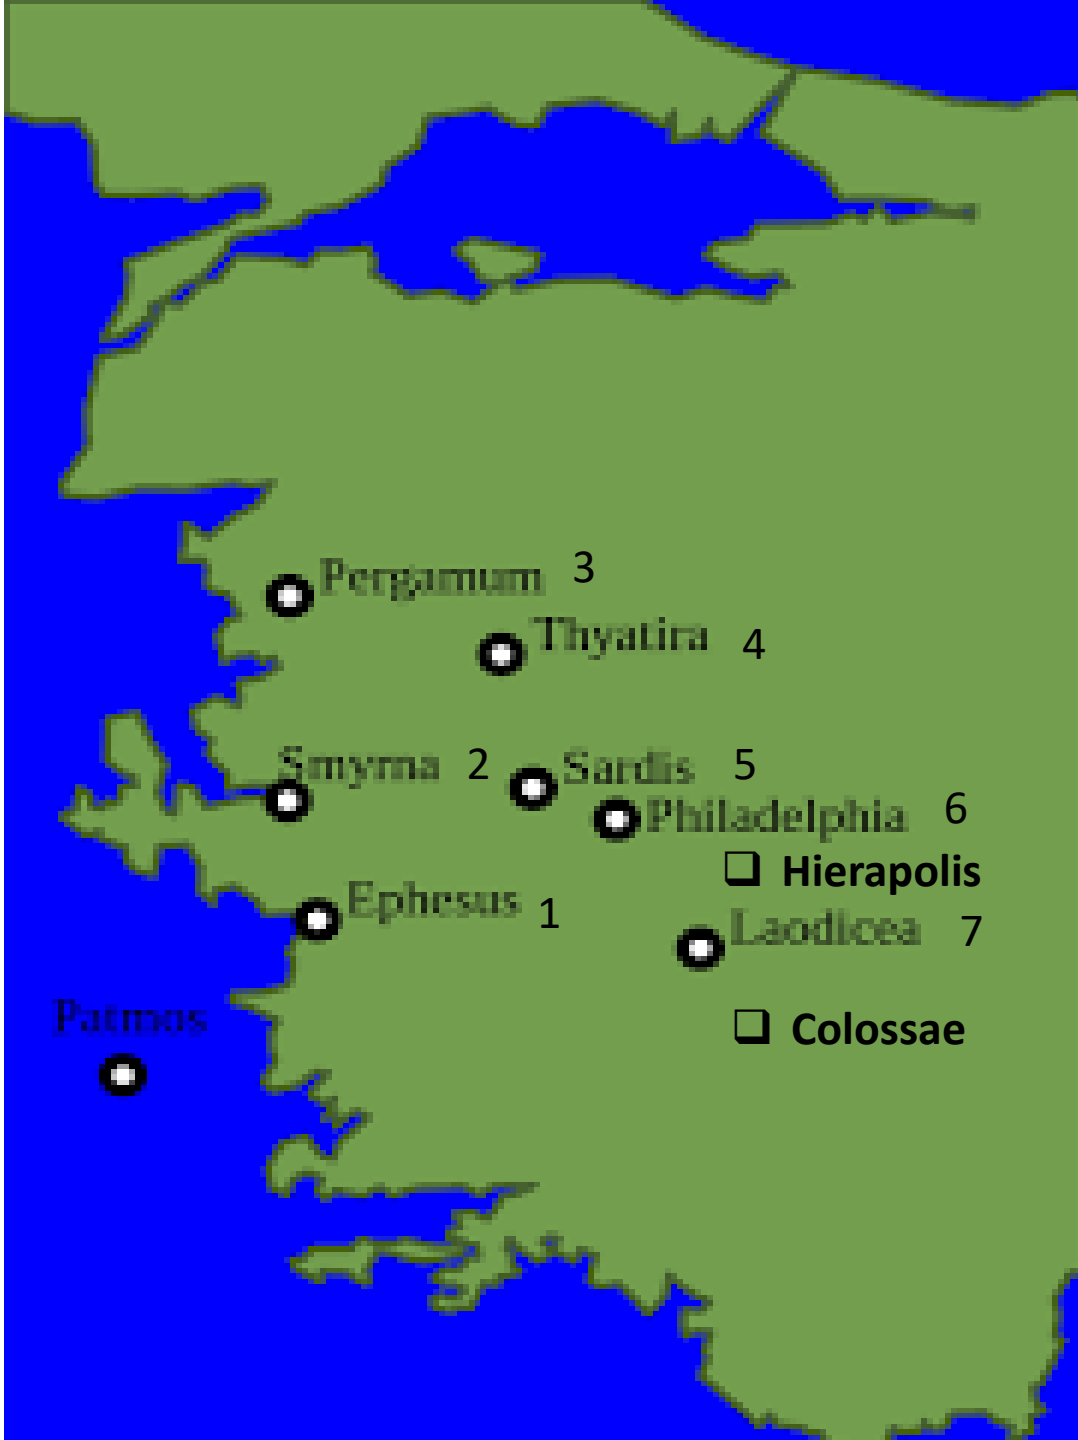 Pergamum 3
Thyatira 4
Smyrna 2
Sardis 5
Philadelphia 6
Hierapolis
Ephesus 1
Laodicea 7
Patmos
Colossae